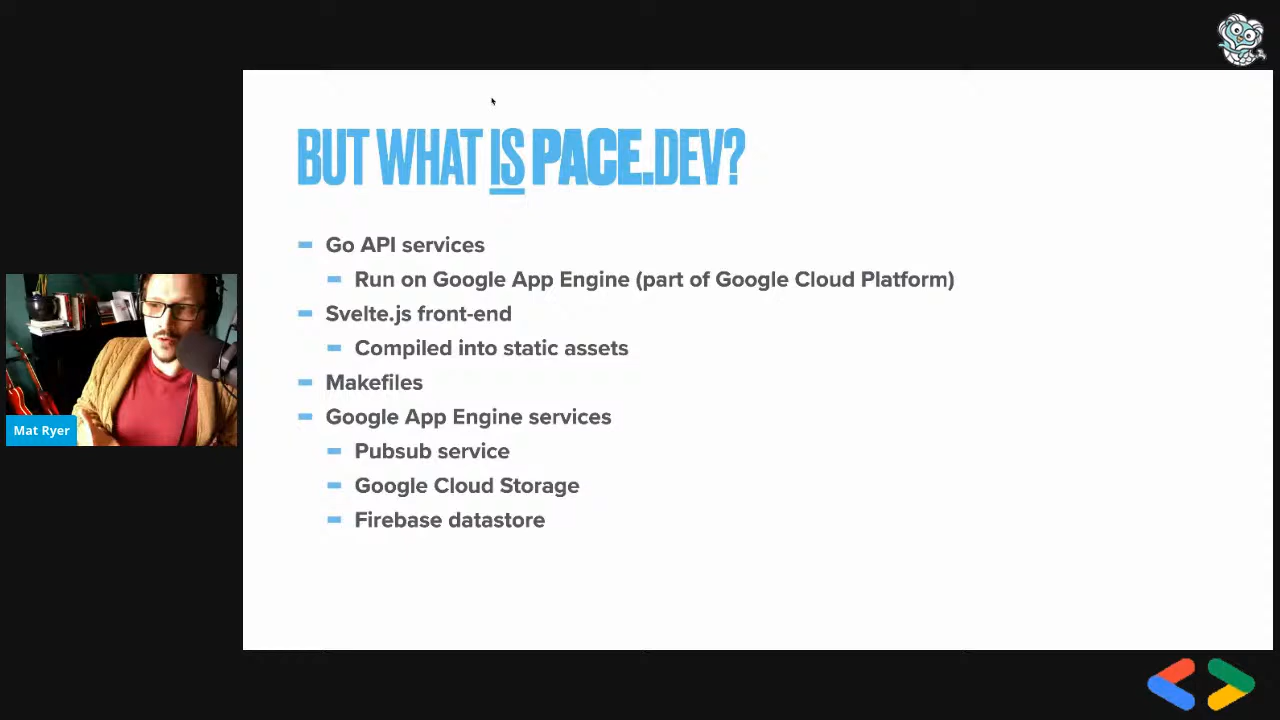 BUT WHAT IS PACE.DEV?
Go API services
Run on Google App Engine (part of Google Cloud Platform)
Svelte.js front-end
Compiled into static assets
Makefiles
Google App Engine services
Pubsub service
Google Cloud Storage
Firebase datastore
Mat Ryer